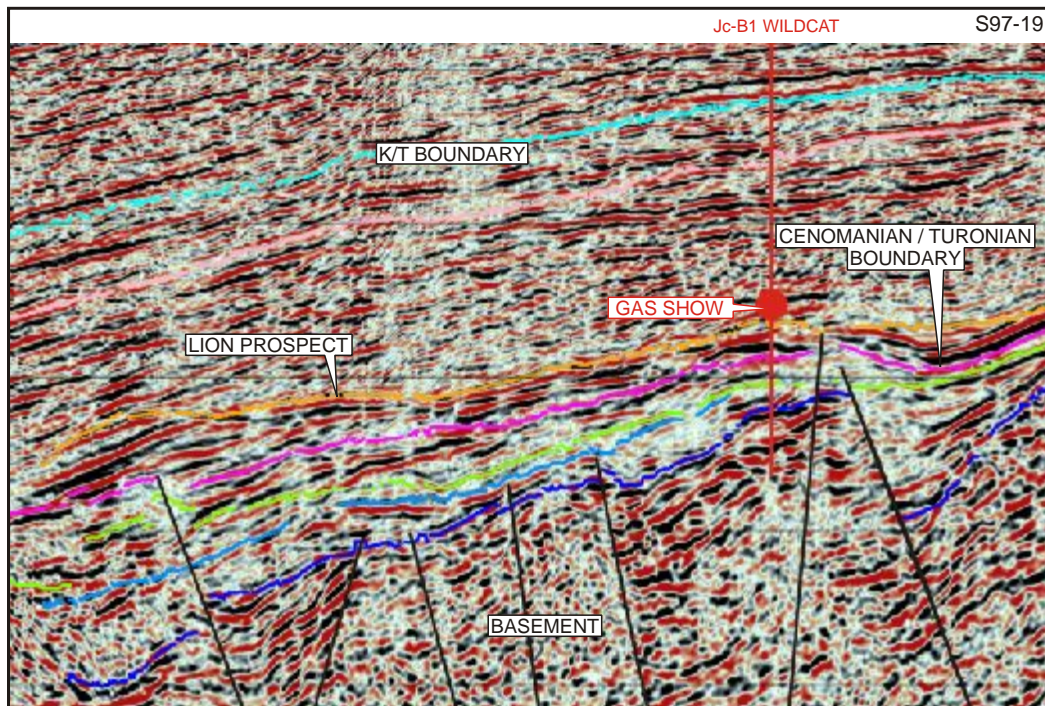 Jc-B1 WILDCAT
S97-19
K/T BOUNDARY
CENOMANIAN / TURONIAN
BOUNDARY
GAS SHOW
LION PROSPECT
BASEMENT